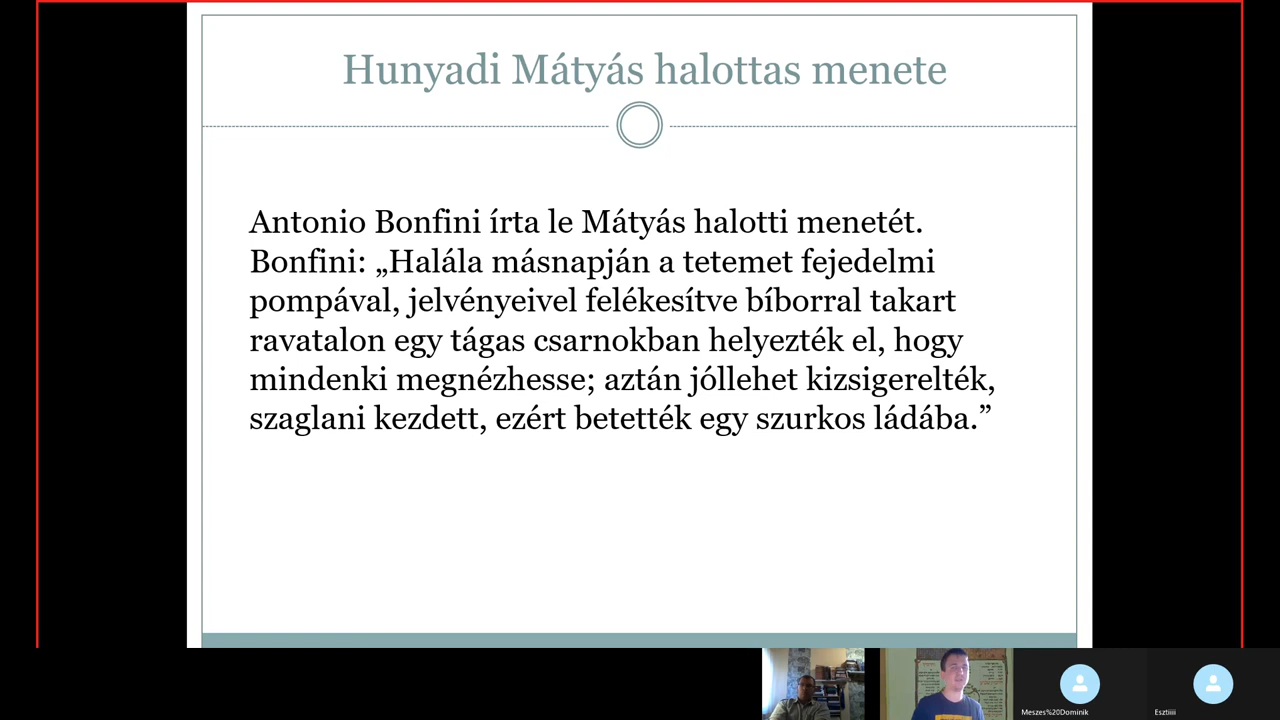 Hunyadi Mátyás halottas menete
Antonio Bonfini írta le Mátyás halotti menetét.
Bonfini: „Halála másnapján a tetemet fejedelmi
pompával, jelvényeivel felékesítve bíborral takart
ravatalon egy tágas csarnokban helyezték el, hogy
mindenki megnézhesse; aztán jóllehet kizsigerelték,
szaglani kezdett, ezért betették egy szurkos ládába.”
Meszes%20Dominik
Esztiiii